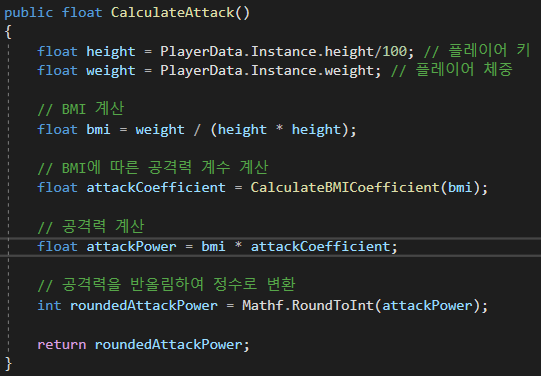 public float CalculateAttack()
{
float height = PlayerData.Instance.height/100; // 플레이어 키
float weight = PlayerData.Instance.weight; // 플레이어 체중
// BMI 계산
float bmi = weight / (height * height);
// BMI에 따른 공격력 계수 계산
float attackCoefficient = CalculateBMICoefficient(bmi);
// 공격력 계산
float attackPower = bmi * attackCoefficient;
// 공격력을 반올림하여 정수로 변환
int roundedAttackPower = Mathf.RoundToInt(attackPower);
return roundedAttackPower;
}